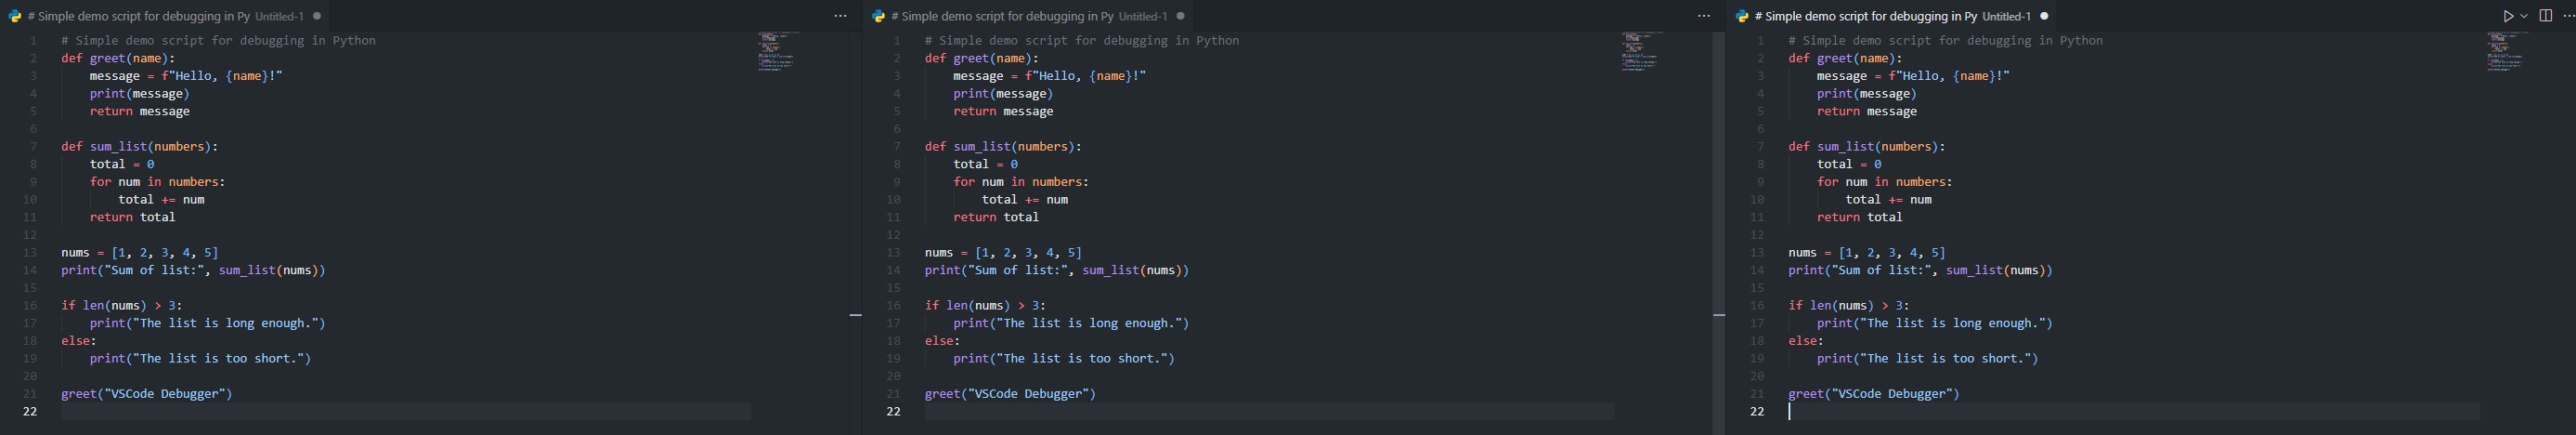 # Simple demo script for debugging in Py Untitled-1
1 # Simple demo script for debugging in Python
2 def greet(name):
3     message = f"Hello, {name}!"
4     print(message)
5     return message
6
7 def sum_list(numbers):
8     total = 0
9     for num in numbers:
10         total += num
11     return total
12
13 nums = [1, 2, 3, 4, 5]
14 print("Sum of list:", sum_list(nums))
15
16 if len(nums) > 3:
17     print("The list is long enough.")
18 else:
19     print("The list is too short.")
20
21 greet("VSCode Debugger")
22
# Simple demo script for debugging in Py Untitled-1
1 # Simple demo script for debugging in Python
2 def greet(name):
3     message = f"Hello, {name}!"
4     print(message)
5     return message
6
7 def sum_list(numbers):
8     total = 0
9     for num in numbers:
10         total += num
11     return total
12
13 nums = [1, 2, 3, 4, 5]
14 print("Sum of list:", sum_list(nums))
15
16 if len(nums) > 3:
17     print("The list is long enough.")
18 else:
19     print("The list is too short.")
20
21 greet("VSCode Debugger")
22
# Simple demo script for debugging in Py Untitled-1
1 # Simple demo script for debugging in Python
2 def greet(name):
3     message = f"Hello, {name}!"
4     print(message)
5     return message
6
7 def sum_list(numbers):
8     total = 0
9     for num in numbers:
10         total += num
11     return total
12
13 nums = [1, 2, 3, 4, 5]
14 print("Sum of list:", sum_list(nums))
15
16 if len(nums) > 3:
17     print("The list is long enough.")
18 else:
19     print("The list is too short.")
20
21 greet("VSCode Debugger")
22